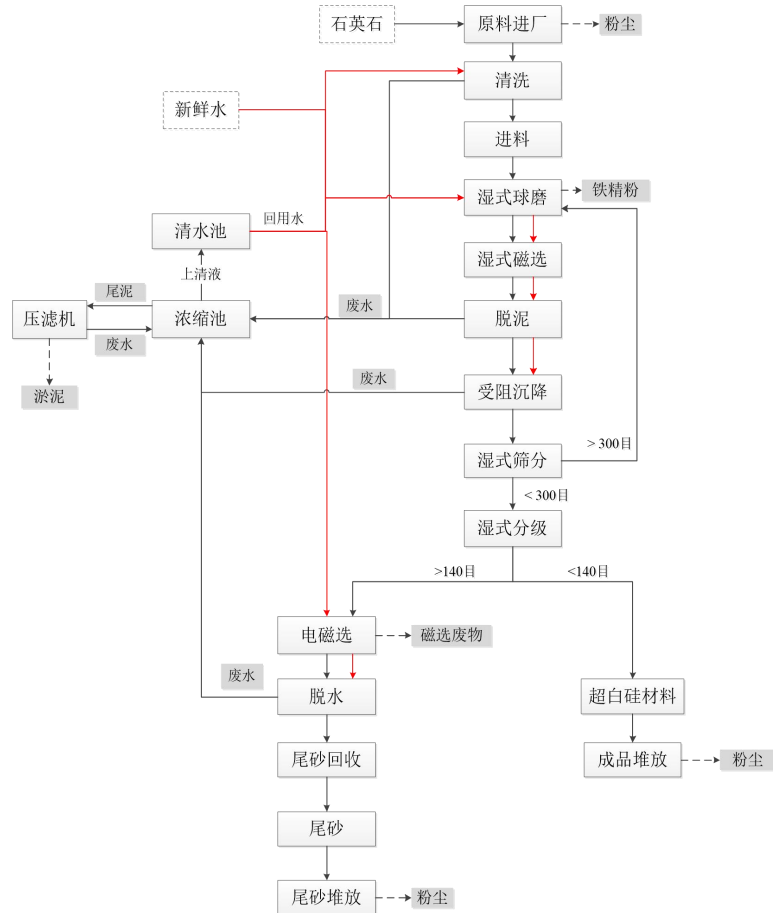 石英石
原料进厂
粉尘
清洗
新鲜水
进料
湿式球磨
铁精粉
清水池
回用水
湿式磁选
上清液
尾泥
压滤机
浓缩池
废水
脱泥
废水
淤泥
废水
受阻沉降
湿式筛分
> 300目
< 300目
湿式分级
>140目
<140目
电磁选
磁选废物
废水
脱水
超白硅材料
尾砂回收
成品堆放
粉尘
尾砂
尾砂堆放
粉尘